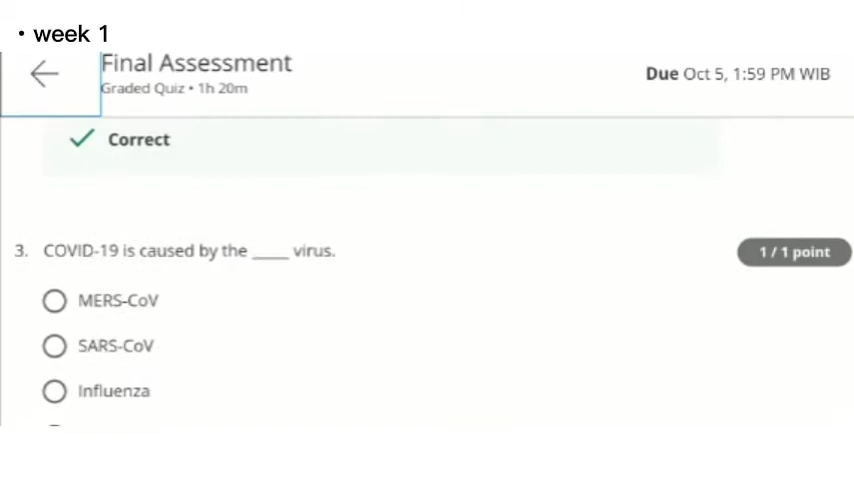 • week 1
Final Assessment
Graded Quiz • 1h 20m
Due Oct 5, 1:59 PM WIB
Correct
3. COVID-19 is caused by the ____ virus.
1 / 1 point
MERS-CoV
SARS-CoV
Influenza